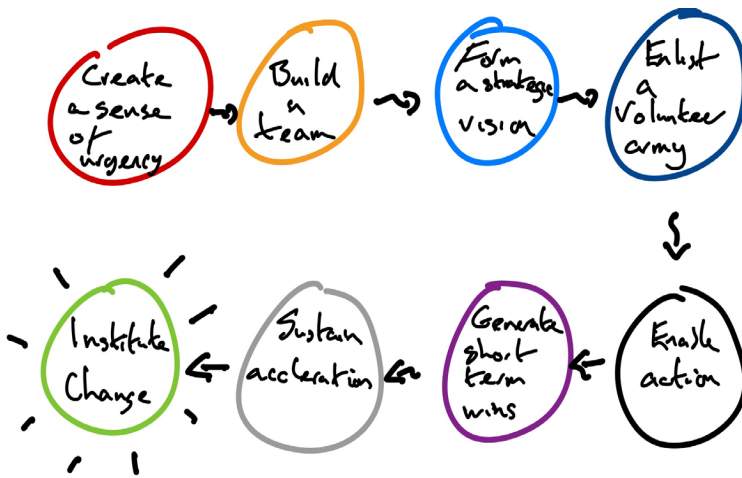 Create
a sense
of
urgency
Build
a
team
Form
a strategic
vision
Enlist
a
volunteer
army
Enable
action
Generate
short
term
wins
Sustain
accleration
Institute
Change